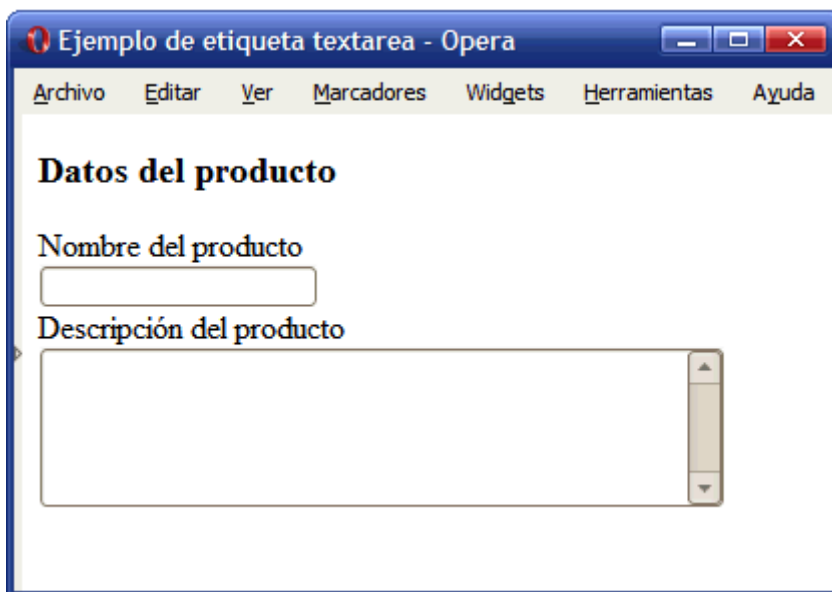 Ejemplo de etiqueta textarea - Opera
Archivo Editar Ver Marcadores Widgets Herramientas Ayuda
Datos del producto
Nombre del producto
Descripción del producto